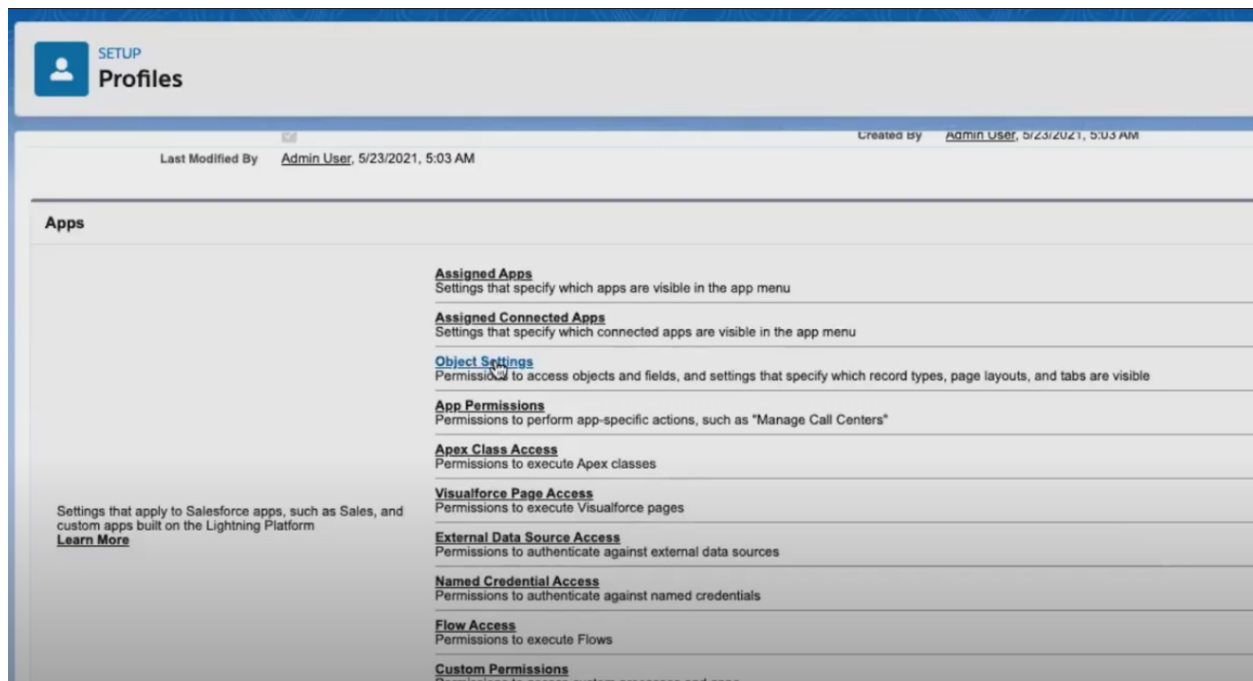 SETUP
Profiles
Created By Admin User, 5/23/2021, 5:03 AM
Last Modified By Admin User, 5/23/2021, 5:03 AM
Apps
Assigned Apps
Settings that specify which apps are visible in the app menu
Assigned Connected Apps
Settings that specify which connected apps are visible in the app menu
Object Settings
Permissions to access objects and fields, and settings that specify which record types, page layouts, and tabs are visible
App Permissions
Permissions to perform app-specific actions, such as "Manage Call Centers"
Apex Class Access
Permissions to execute Apex classes
Visualforce Page Access
Permissions to execute Visualforce pages
Settings that apply to Salesforce apps, such as Sales, and
custom apps built on the Lightning Platform
Learn More
External Data Source Access
Permissions to authenticate against external data sources
Named Credential Access
Permissions to authenticate against named credentials
Flow Access
Permissions to execute Flows
Custom Permissions